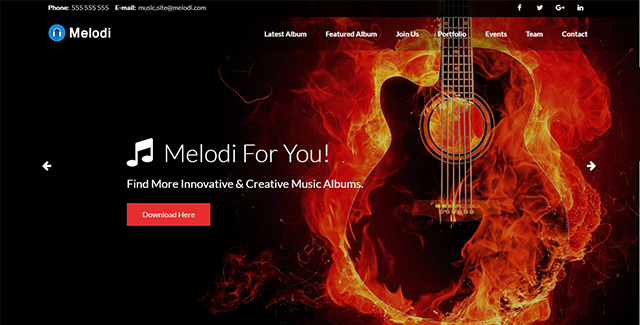 Phone: 555 555 555 E-mail: music.site@melodi.com
Melodi
Latest Album Featured Album Join Us Portfolio Events Team Contact
Melodi For You!
Find More Innovative & Creative Music Albums.
Download Here